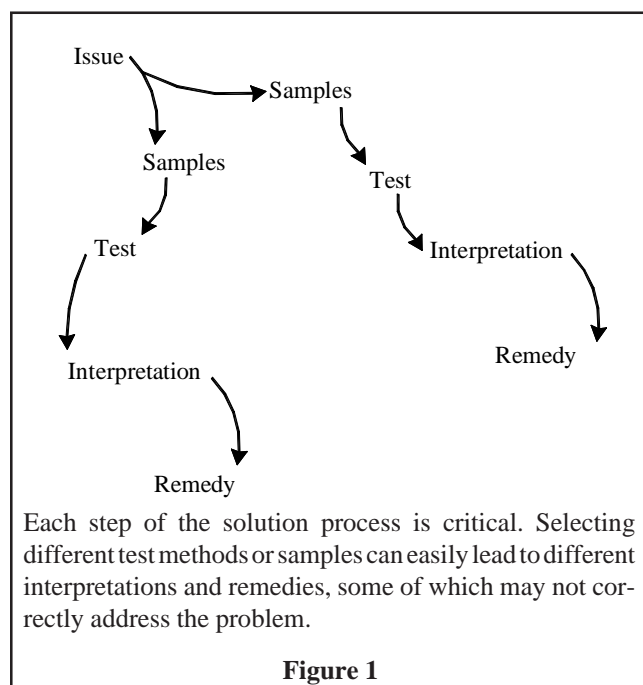 Issue
Samples
Samples
Test
Test
Interpretation
Remedy
Interpretation
Remedy
Each step of the solution process is critical. Selecting
different test methods or samples can easily lead to different
interpretations and remedies, some of which may not cor-
rectly address the problem.
Figure 1